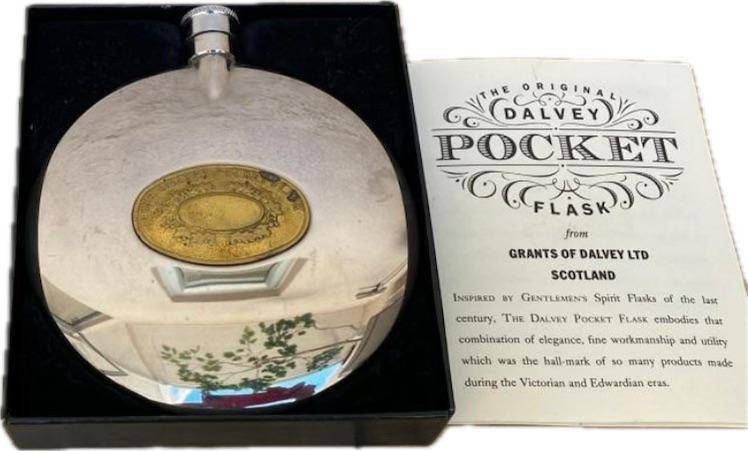 THE ORIGINAL
DALVEY
POCKET
FLASK
from
GRANTS OF DALVEY LTD
SCOTLAND
INSPIRED BY GENTLEMEN'S Spirit Flasks of the last
century, THE DALVEY POCKET FLASK embodies that
combination of elegance, fine workmanship and utility
which was the hall-mark of so many products made
during the Victorian and Edwardian eras.